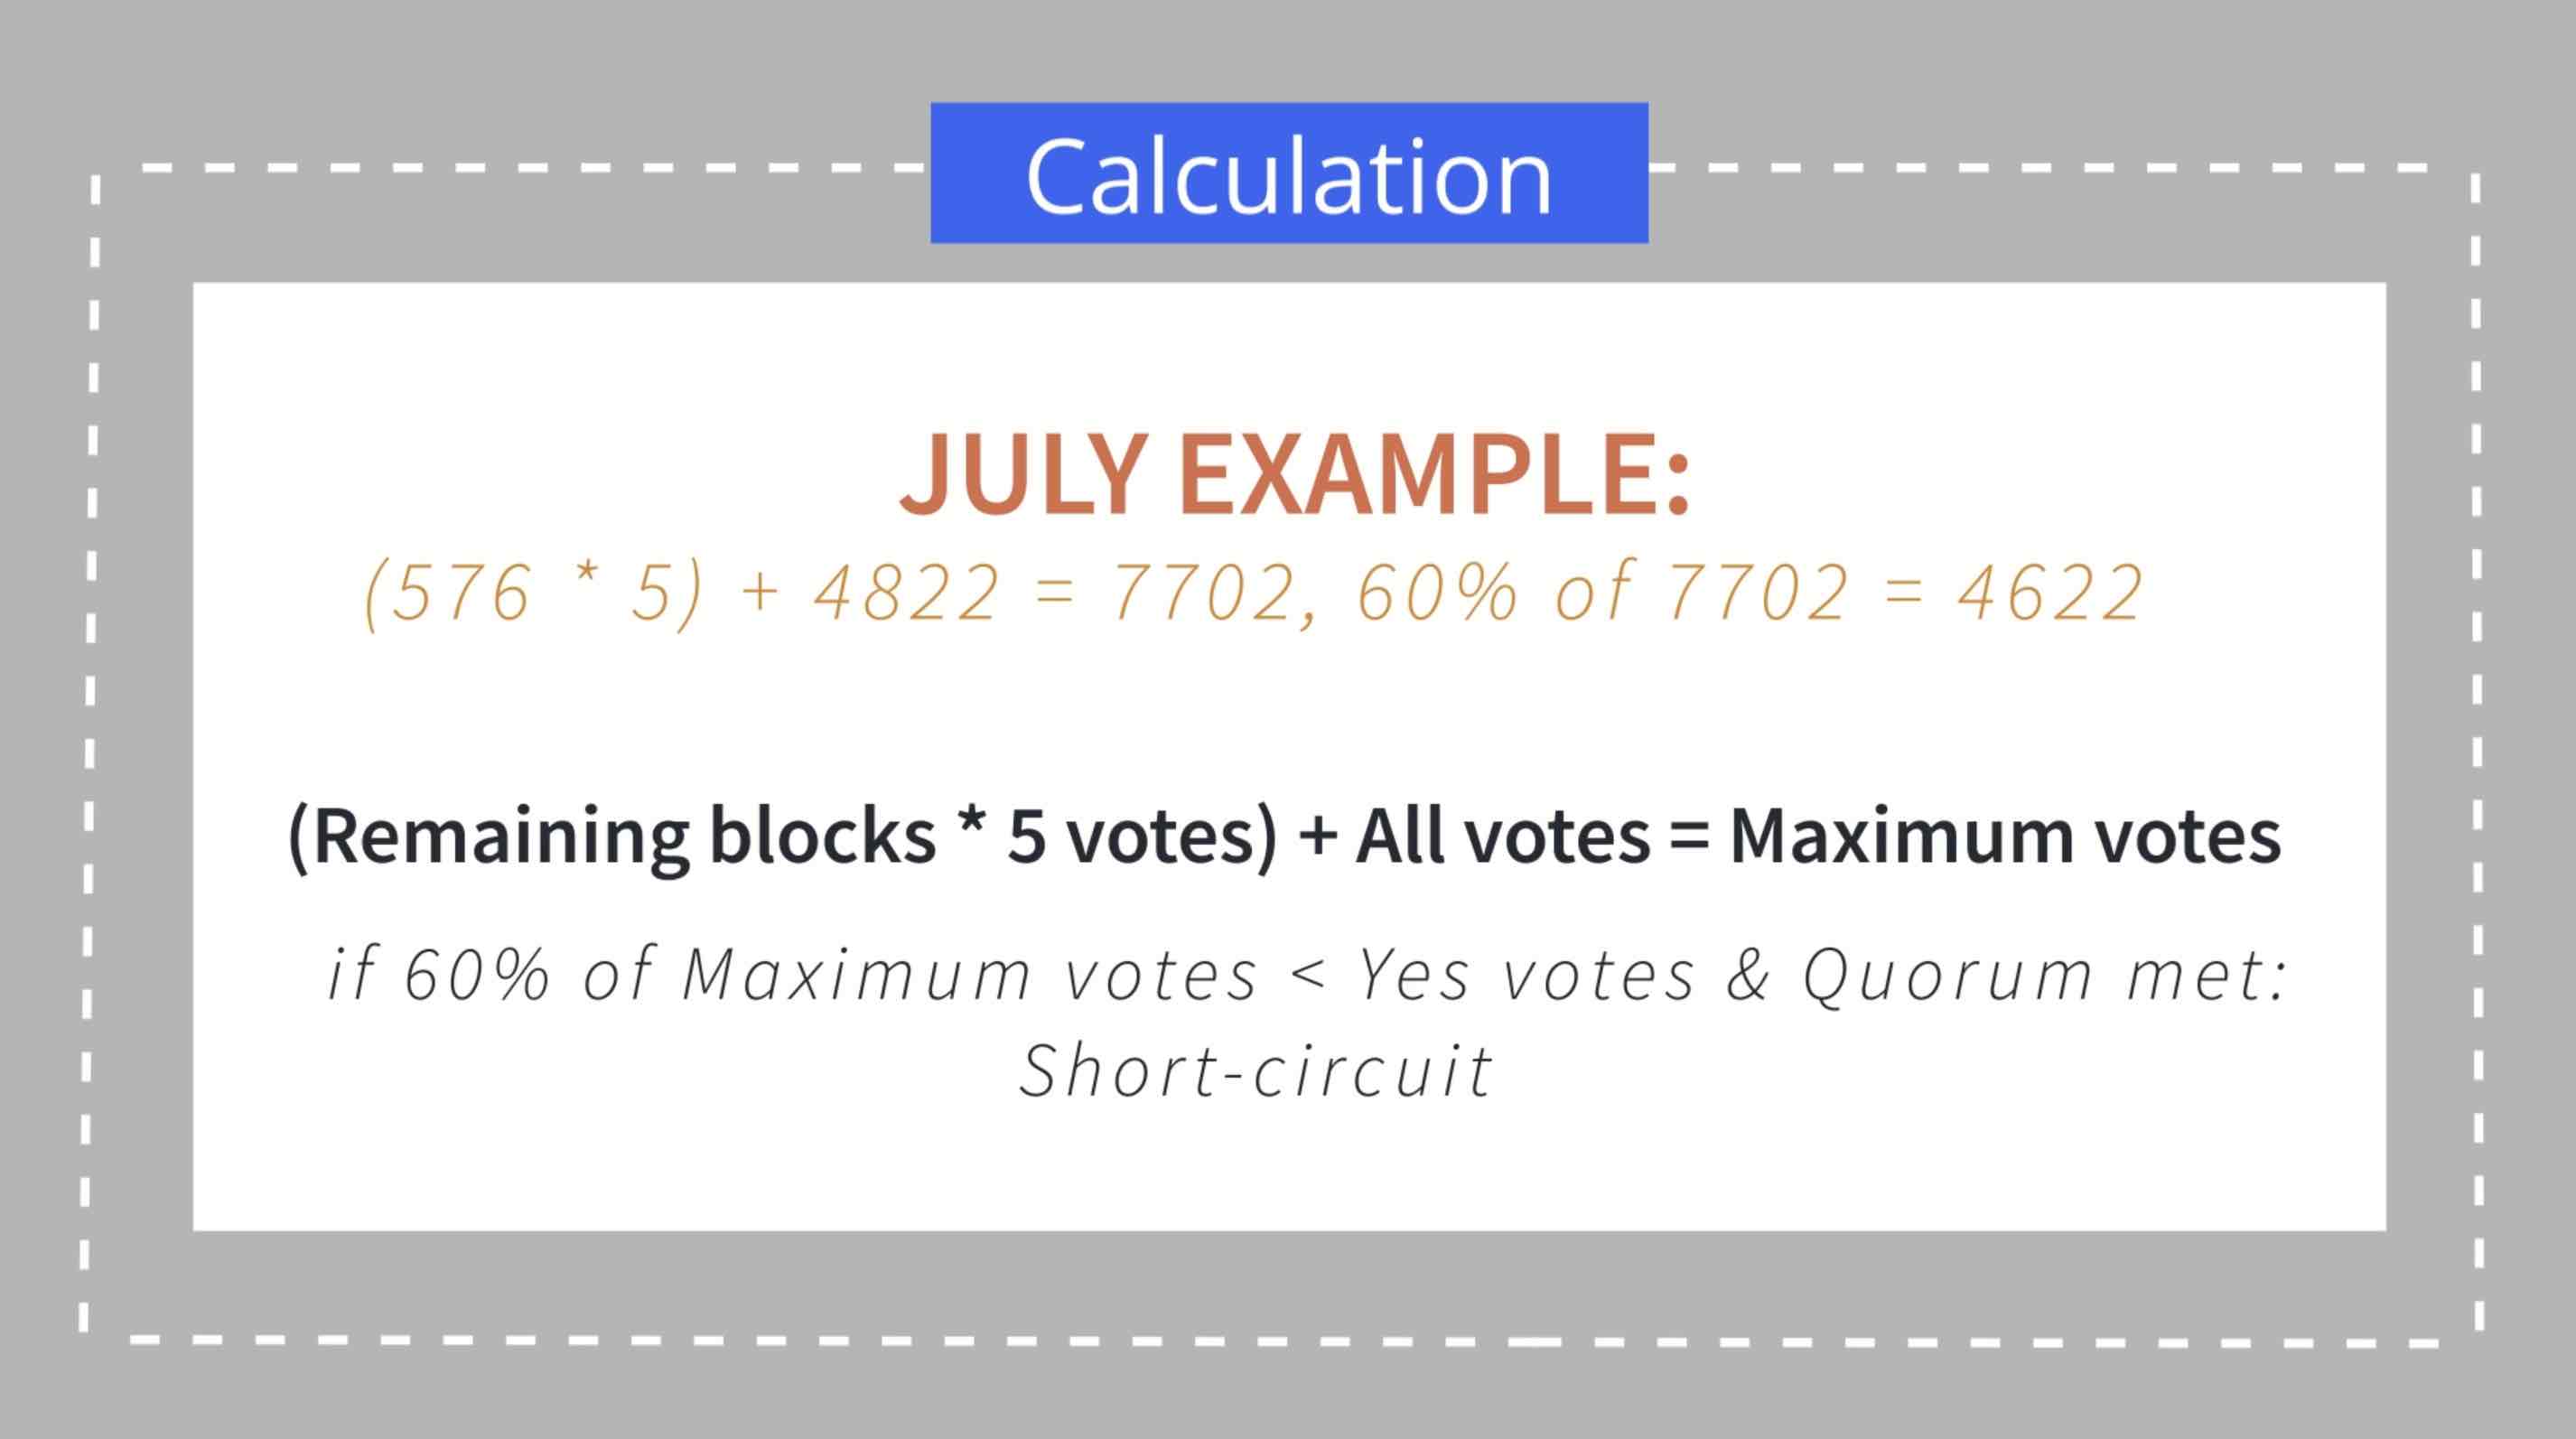 Calculation
JULY EXAMPLE:
(576 * 5) + 4822 = 7702, 60% of 7702 = 4622
(Remaining blocks * 5 votes) + All votes = Maximum votes
if 60% of Maximum votes < Yes votes & Quorum met:
Short-circuit